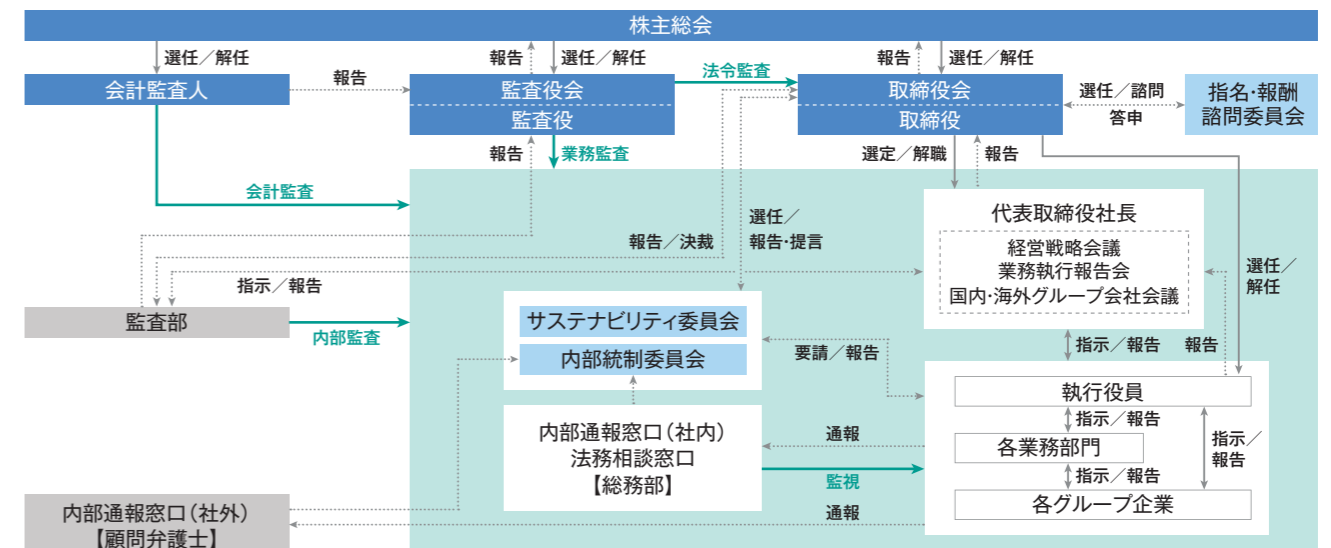 株主総会
選任／解任
報告
選任／解任
報告
選任／解任
会計監査人
報告
監査役会
監査役
法令監査
取締役会
取締役
選任／諮問
答申
指名・報酬
諮問委員会
報告
業務監査
選定／解職
報告
会計監査
代表取締役社長
経営戦略会議
業務執行報告会
国内・海外グループ会社会議
選任／
報告・提言
報告／決裁
選任／
解任
指示／報告
監査部
内部監査
サステナビリティ委員会
内部統制委員会
要請／報告
指示／報告
報告
執行役員
指示／報告
各業務部門
指示／報告
指示／
報告
各グループ企業
内部通報窓口（社内）
法務相談窓口
【総務部】
通報
監視
通報
内部通報窓口（社外）
【顧問弁護士】